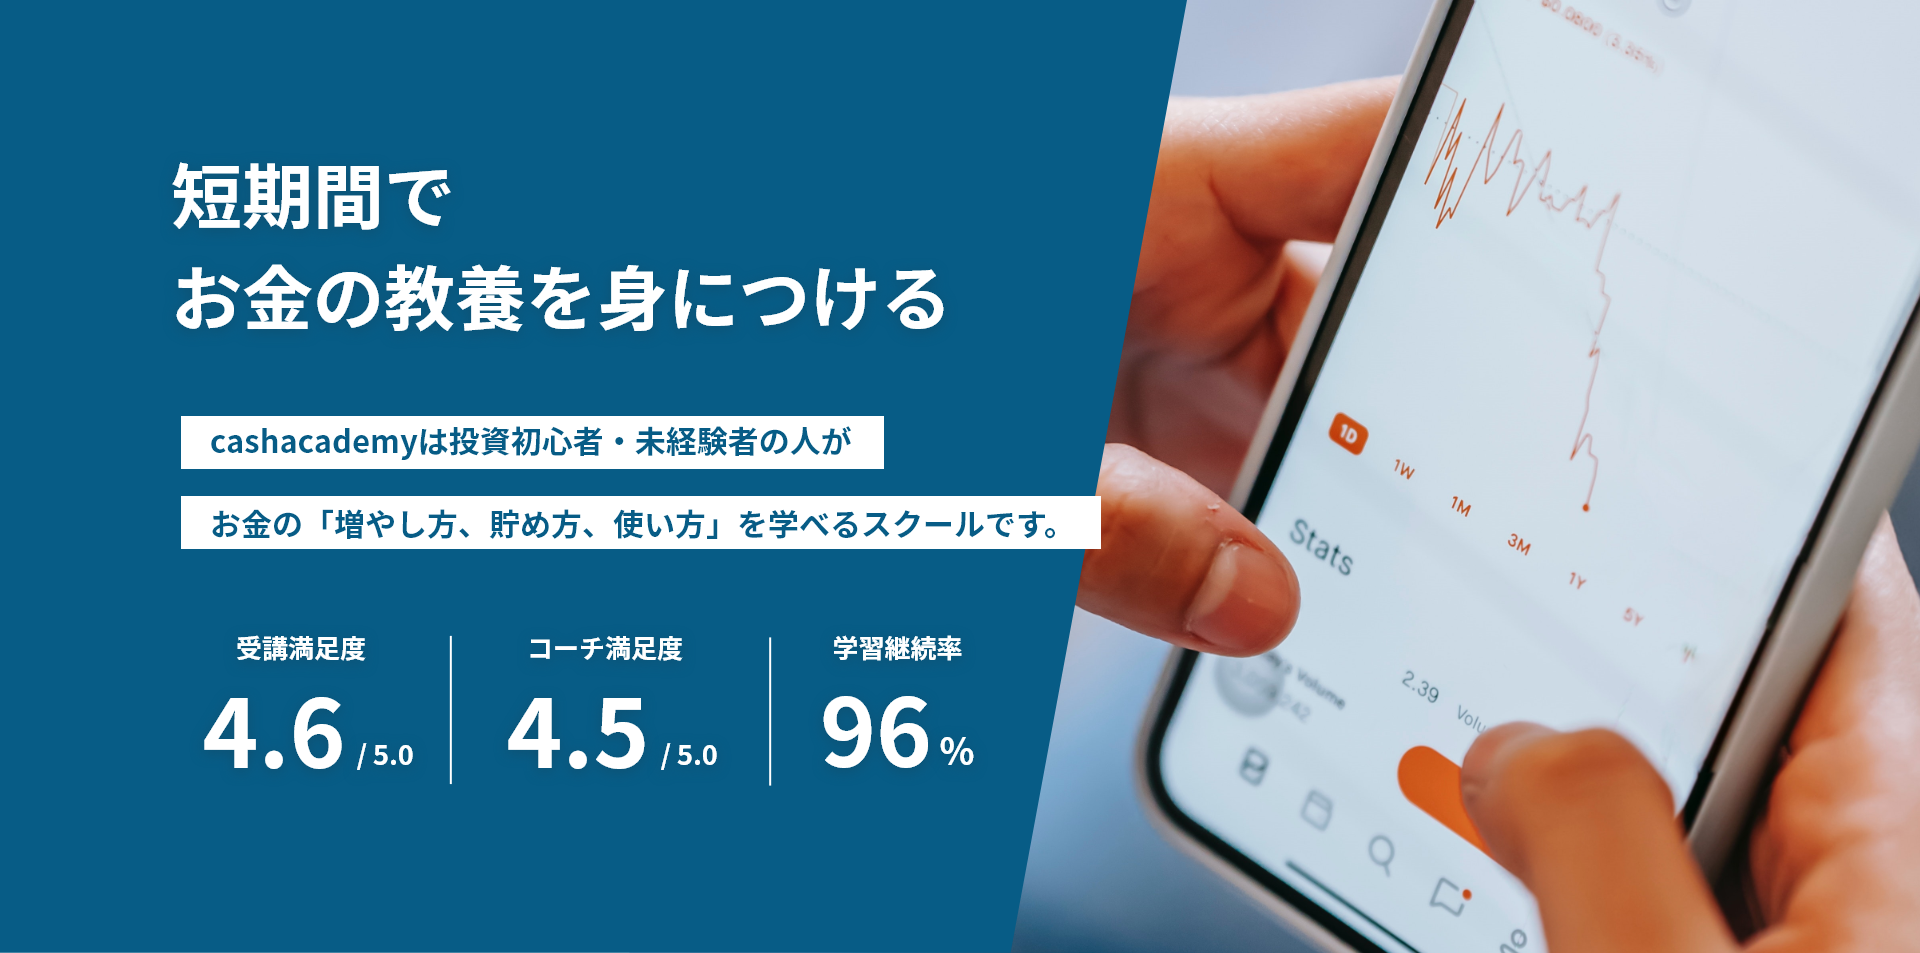 短期間で
お金の教養を身につける
cashacademyは投資初心者・未経験者の人が
お金の「増やし方、貯め方、使い方」を学べるスクールです。
受講満足度
4.6 / 5.0
コーチ満足度
4.5 / 5.0
学習継続率
96 %
1D
1W
1M
3M
1Y
5Y
Stats
Volume
2.39